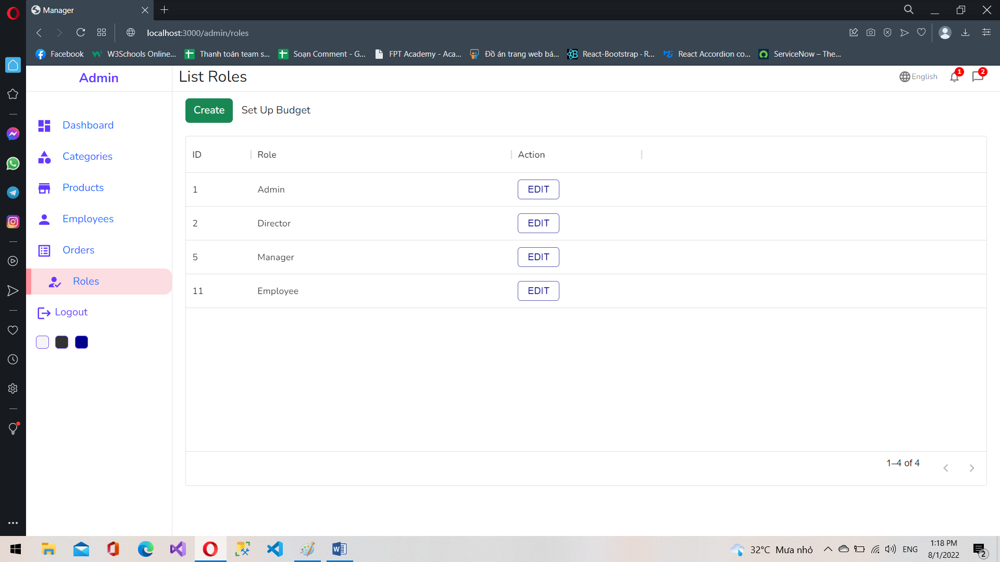 Manager
localhost:3000/admin/roles
Facebook W3Schools Online... Thanh toán team s... Soạn Comment - G... FPT Academy - Aca... Đồ án trang web bá... React-Bootstrap · R... React Accordion co... ServiceNow – The...
Admin
List Roles
English 1 2
Create Set Up Budget
Dashboard
Categories
Products
Employees
Orders
Roles
Logout
ID Role Action
1 Admin EDIT
2 Director EDIT
5 Manager EDIT
11 Employee EDIT
1–4 of 4
32°C Mưa nhỏ ENG
1:18 PM
8/1/2022
2